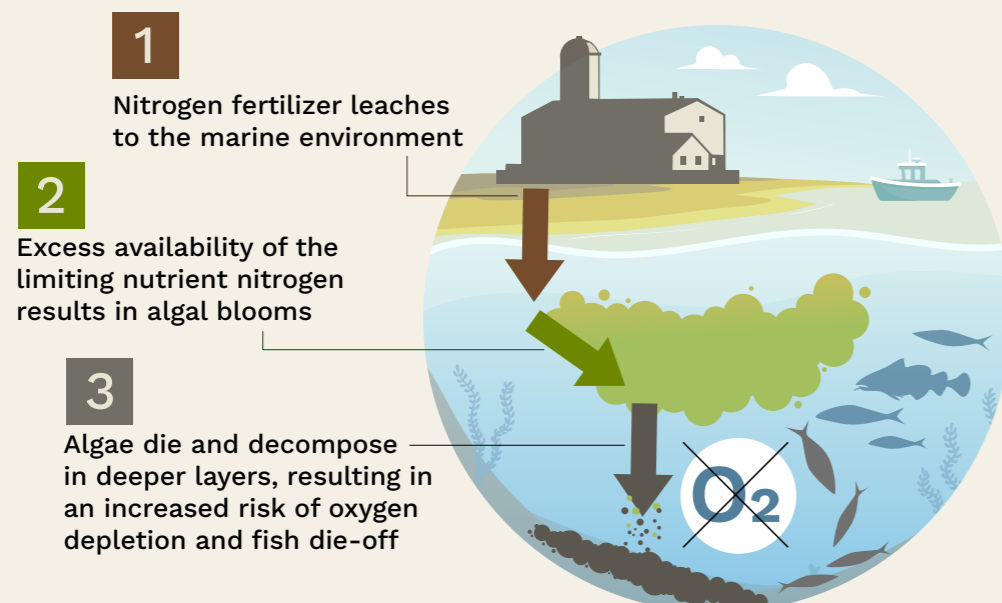 1
Nitrogen fertilizer leaches
to the marine environment
2
Excess availability of the
limiting nutrient nitrogen
results in algal blooms
3
Algae die and decompose
in deeper layers, resulting in
an increased risk of oxygen
depletion and fish die-off
O₂